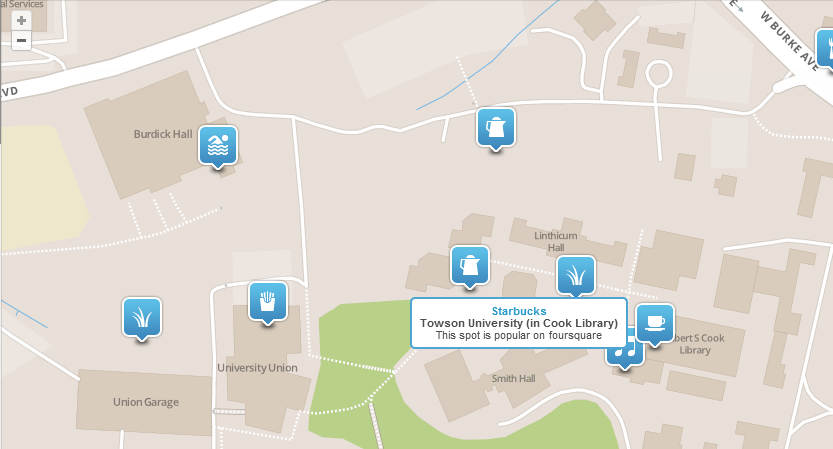 al Services
+
−
VD
E
W BURKE AVE
Burdick Hall
Linthicum
Hall
Starbucks
Towson University (in Cook Library)
This spot is popular on foursquare
bert S Cook
Library
University Union
Smith Hall
Union Garage